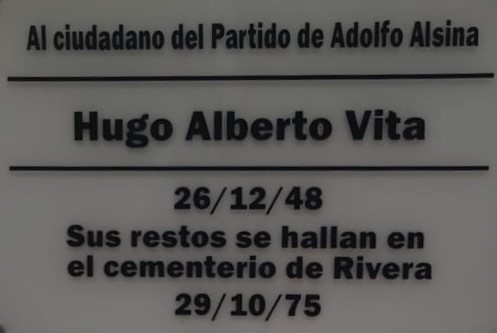 Al ciudadano del Partido de Adolfo Alsina
Hugo Alberto Vita
26/12/48
Sus restos se hallan en
el cementerio de Rivera
29/10/75